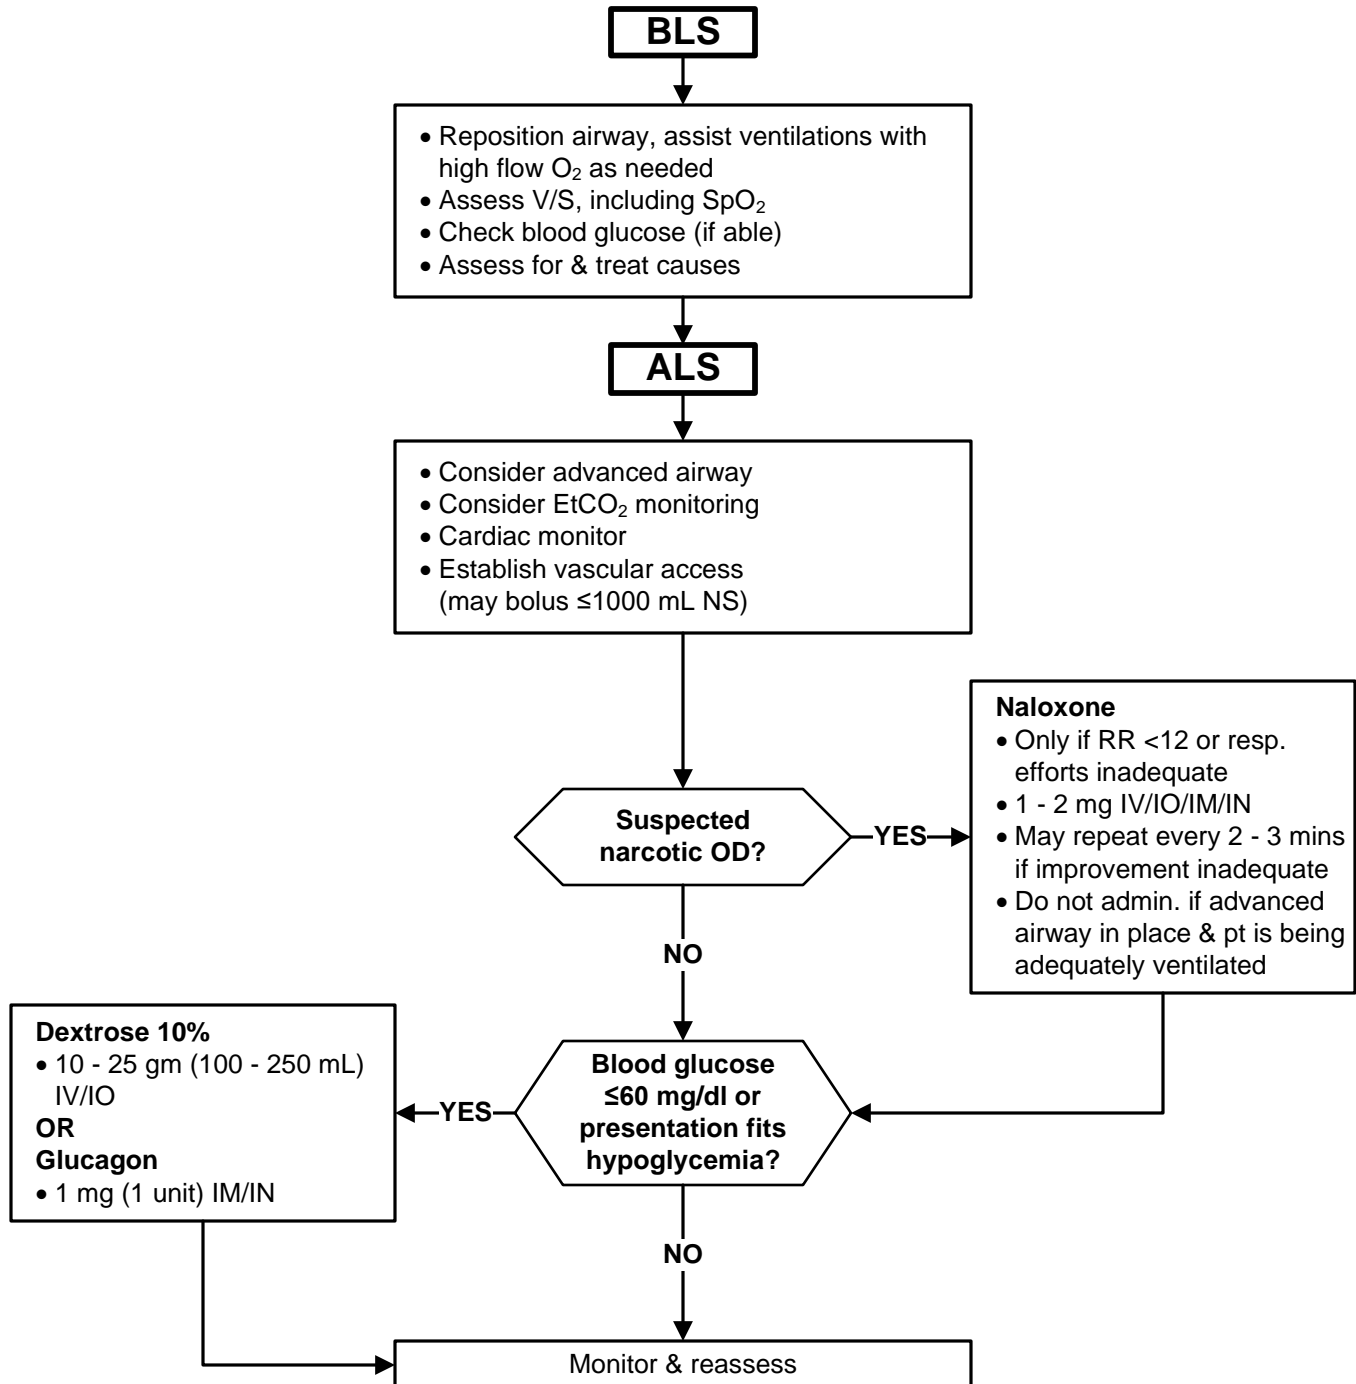 BLS
• Reposition airway, assist ventilations with
high flow O₂ as needed
• Assess V/S, including SpO₂
• Check blood glucose (if able)
• Assess for & treat causes
ALS
• Consider advanced airway
• Consider EtCO₂ monitoring
• Cardiac monitor
• Establish vascular access
(may bolus ≤1000 mL NS)
Suspected
narcotic OD?
YES
Naloxone
• Only if RR <12 or resp.
efforts inadequate
• 1 - 2 mg IV/IO/IM/IN
• May repeat every 2 - 3 mins
if improvement inadequate
• Do not admin. if advanced
airway in place & pt is being
adequately ventilated
NO
Blood glucose
≤60 mg/dl or
presentation fits
hypoglycemia?
YES
Dextrose 10%
• 10 - 25 gm (100 - 250 mL)
IV/IO
OR
Glucagon
• 1 mg (1 unit) IM/IN
NO
Monitor & reassess